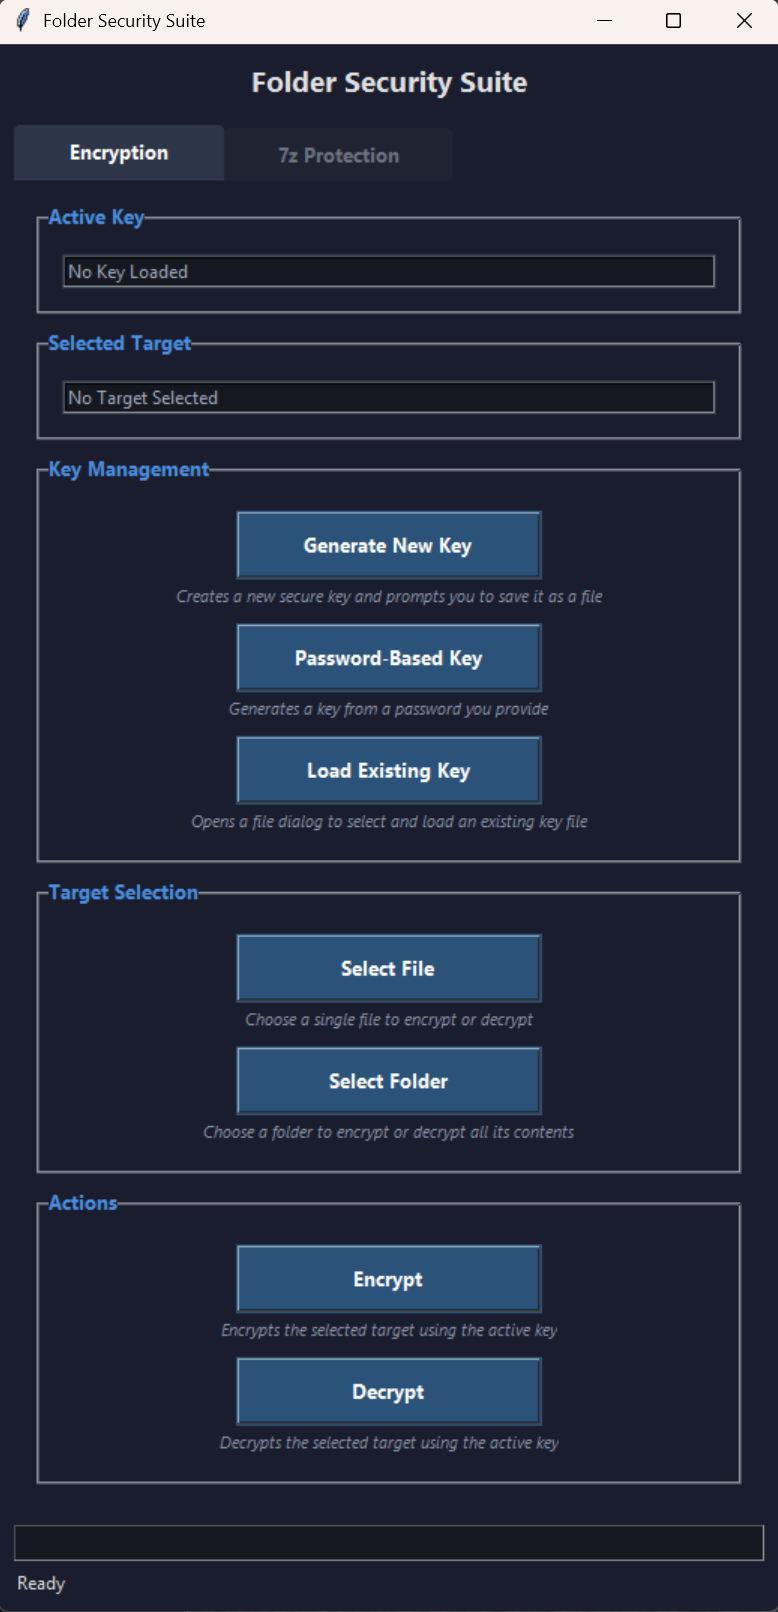 Folder Security Suite
Folder Security Suite
Encryption
7z Protection
Active Key
No Key Loaded
Selected Target
No Target Selected
Key Management
Generate New Key
Creates a new secure key and prompts you to save it as a file
Password-Based Key
Generates a key from a password you provide
Load Existing Key
Opens a file dialog to select and load an existing key file
Target Selection
Select File
Choose a single file to encrypt or decrypt
Select Folder
Choose a folder to encrypt or decrypt all its contents
Actions
Encrypt
Encrypts the selected target using the active key
Decrypt
Decrypts the selected target using the active key
Ready